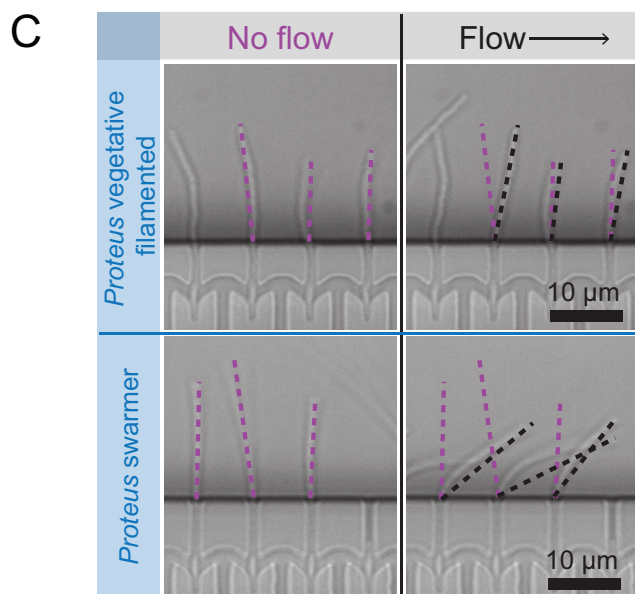 C
No flow
Flow
Proteus vegetative
filamented
10 µm
Proteus swarmer
10 µm